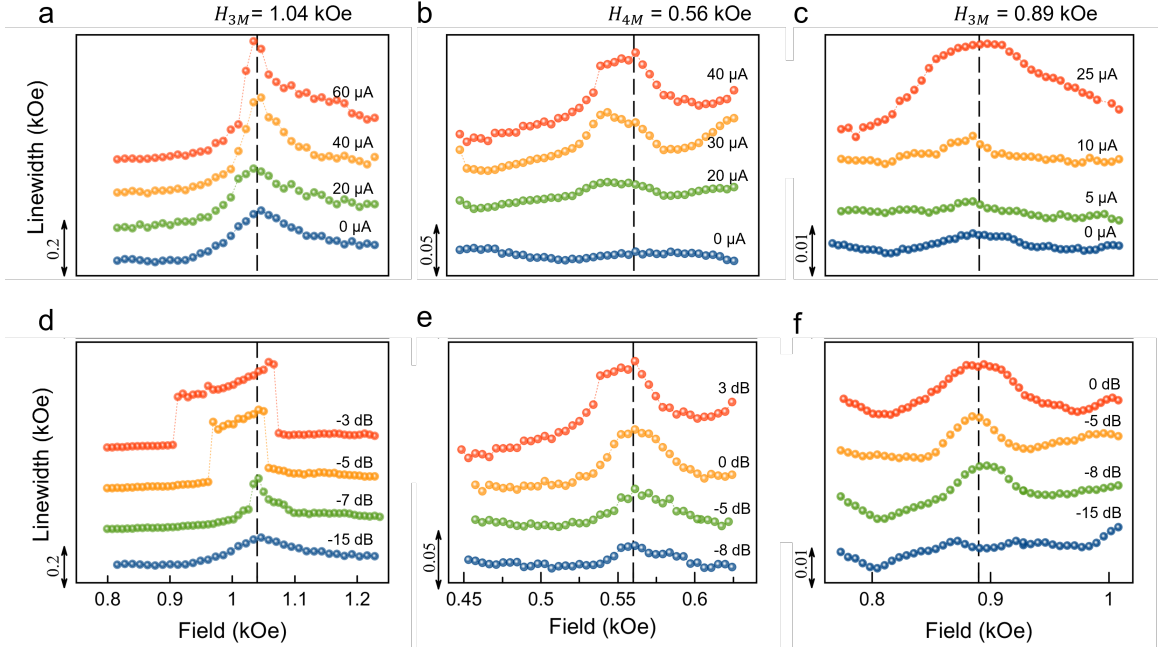 a
H3M = 1.04 kOe
b
H4M = 0.56 kOe
c
H3M = 0.89 kOe
Linewidth (kOe)
0.2
60 µA
40 µA
20 µA
0 µA
0.05
40 µA
30 µA
20 µA
0 µA
0.01
25 µA
10 µA
5 µA
0 µA
d
e
f
Linewidth (kOe)
0.2
-3 dB
-5 dB
-7 dB
-15 dB
0.05
3 dB
0 dB
-5 dB
-8 dB
0.01
0 dB
-5 dB
-8 dB
-15 dB
0.8 0.9 1 1.1 1.2
0.45 0.5 0.55 0.6
0.8 0.9 1
Field (kOe)
Field (kOe)
Field (kOe)